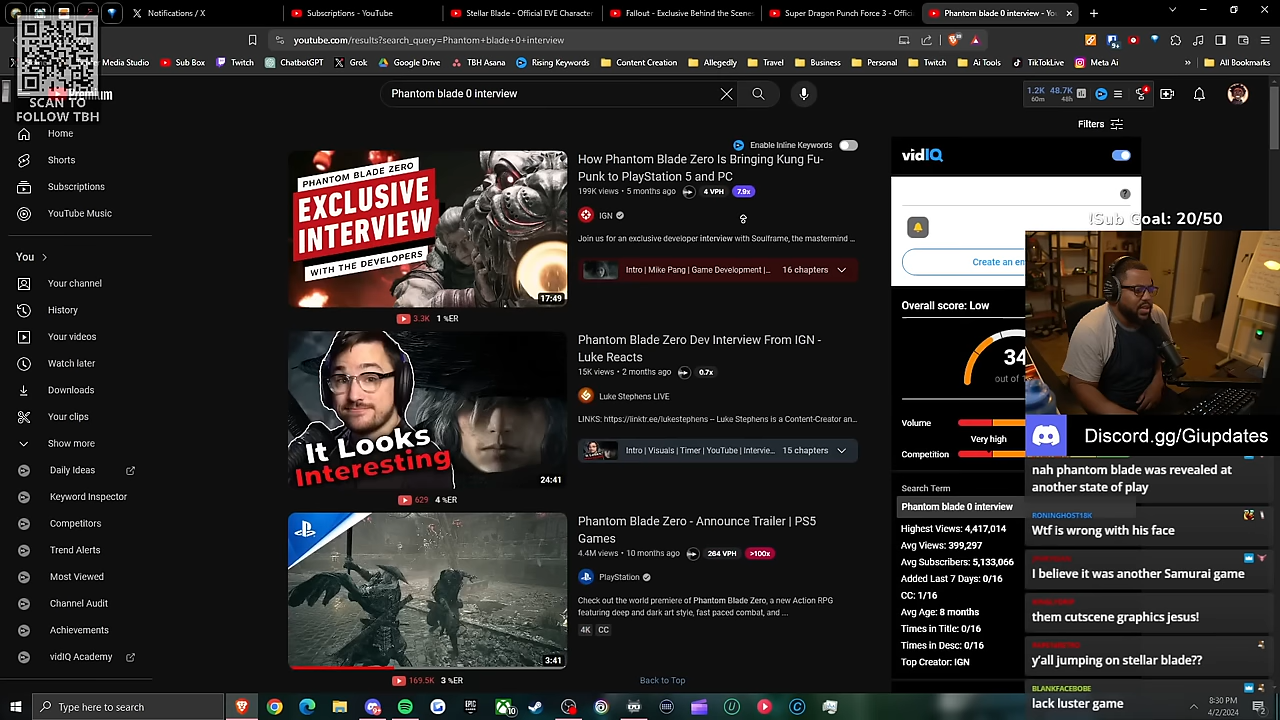 Notifications / X
Subscriptions - YouTube
Fallout - Exclusive Behind the Scene
Super Dragon Punch Force 3 - Offici
Phantom blade 0 interview - Yo
youtube.com/results?search_query=Phantom+blade+0+interview
Media Studio
Sub Box
Twitch
ChatGPT
Grok
Google Drive
TBH Asana
Rising Keywords
Content Creation
Allegedly
Travel
Business
Personal
Twitch
Ai Tools
TikTokLive
Meta Ai
All Bookmarks
SCAN TO
FOLLOW TBH
Phantom blade 0 interview
1.2K 48.7K
60m 48h
Filters
Home
Shorts
Subscriptions
YouTube Music
You
Your channel
History
Your videos
Watch later
Downloads
Your clips
Show more
Daily Ideas
Keyword Inspector
Competitors
Trend Alerts
Most Viewed
Channel Audit
Achievements
vidIQ Academy
Enable Inline Keywords
PHANTOM BLADE ZERO
EXCLUSIVE
INTERVIEW
WITH THE DEVELOPERS
17:49
3.3K 1 %ER
How Phantom Blade Zero Is Bringing Kung Fu-
Punk to PlayStation 5 and PC
199K views • 5 months ago 4 VPH 7.9x
IGN
Join us for an exclusive developer interview with Soulframe, the mastermind ...
Intro | Mike Pang | Game Development |... 16 chapters
It Looks
Interesting
24:41
629 4 %ER
Phantom Blade Zero Dev Interview From IGN -
Luke Reacts
15K views • 2 months ago 0.7x
Luke Stephens LIVE
LINKS: https://linktr.ee/lukestephens – Luke Stephens is a Content-Creator an...
Intro | Visuals | Timer | YouTube | Intervie... 15 chapters
3:41
169.5K 3 %ER
Phantom Blade Zero - Announce Trailer | PS5
Games
4.4M views • 10 months ago 264 VPH >100x
PlayStation
Check out the world premiere of Phantom Blade Zero, a new Action RPG
featuring deep and dark art style, fast paced combat, and ...
4K CC
Back to Top
vidIQ
Create an en
Overall score: Low
34
out of
Volume
Very high
Competition
Search Term
Phantom blade 0 interview
Highest Views: 4,417,014
Avg Views: 399,297
Avg Subscribers: 5,133,066
Added Last 7 Days: 0/16
CC: 1/16
Avg Age: 8 months
Times in Title: 0/16
Times in Desc: 0/16
Top Creator: IGN
!Sub Goal: 20/50
Discord.gg/Giupdates
nah phantom blade was revealed at
another state of play
RONINGHOST18K
Wtf is wrong with his face
I believe it was another Samurai game
them cutscene graphics jesus!
y'all jumping on stellar blade??
BLANKFACEBOBE
lack luster game
Type here to search
8:30 PM
4/2/2024